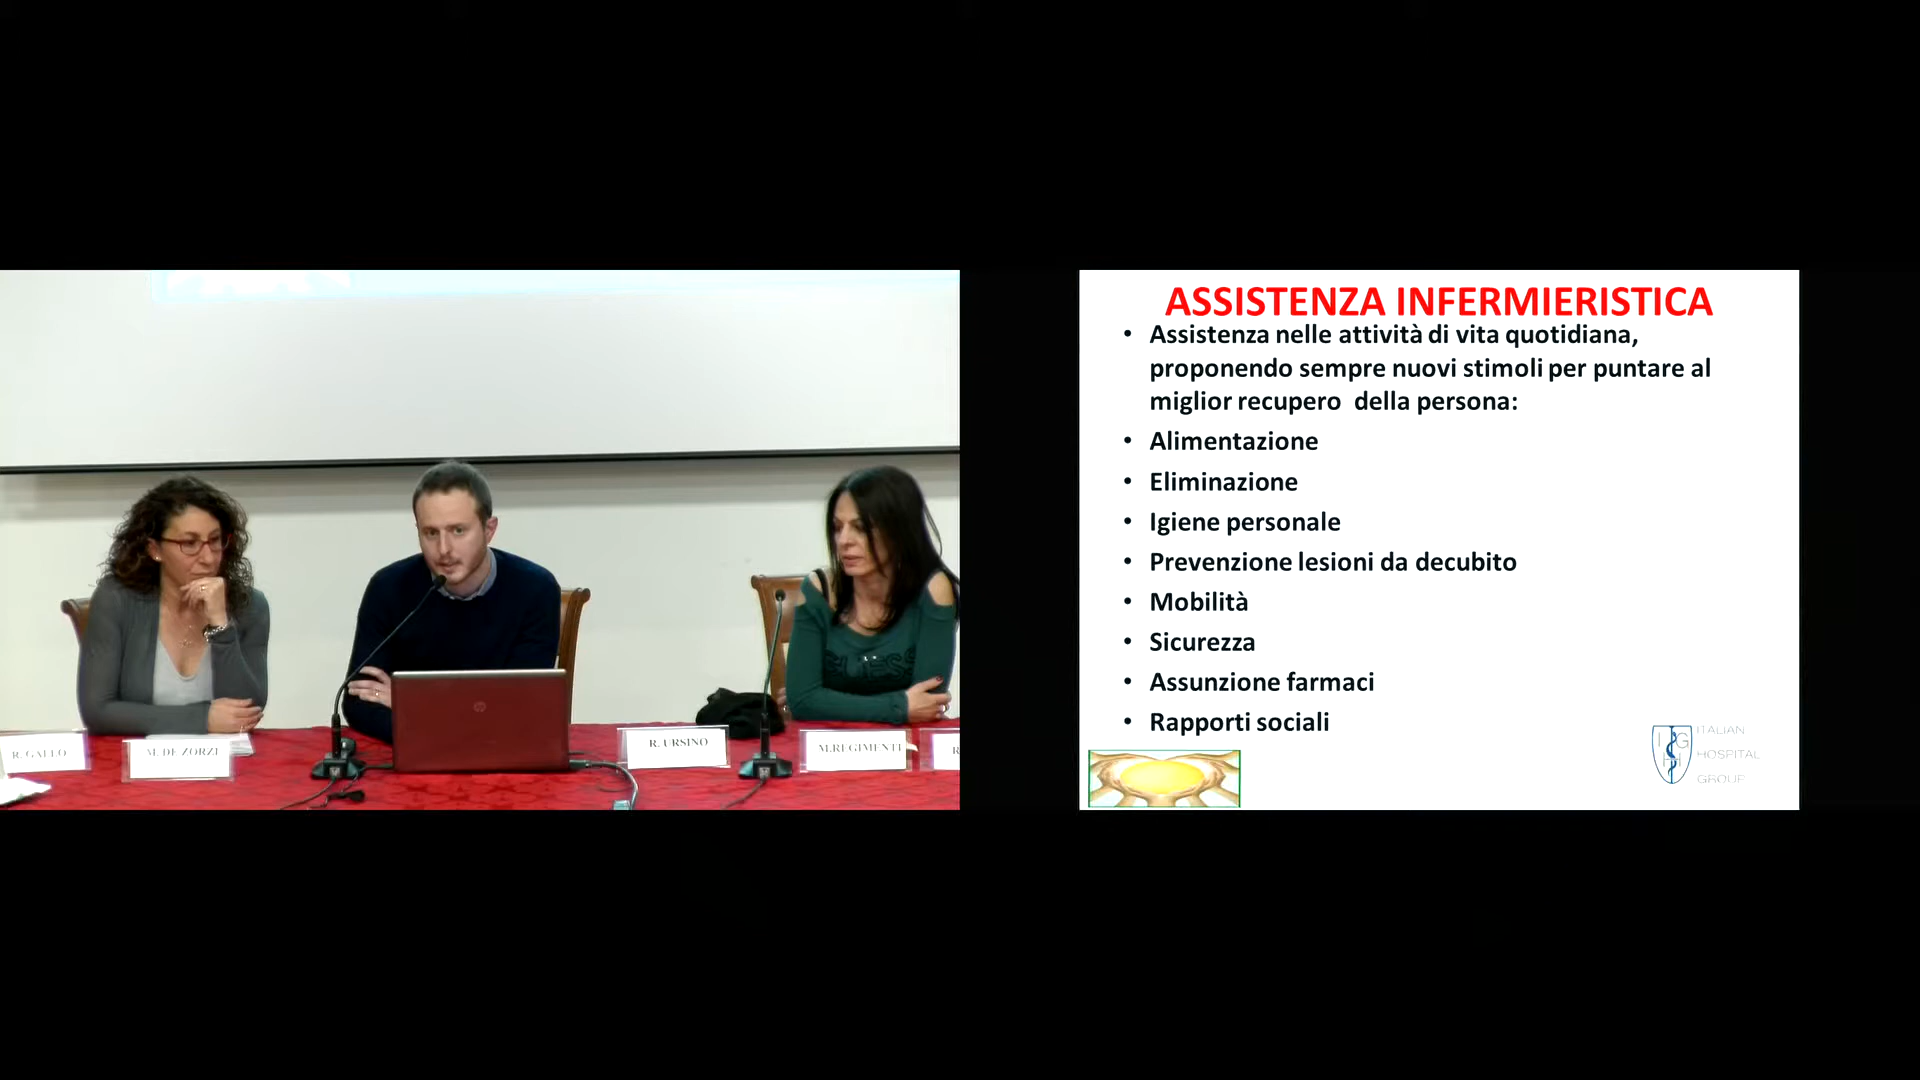 R. GALLO
M. DE ZORZI
R. URSINO
M.REGIMENTI
ASSISTENZA INFERMIERISTICA
• Assistenza nelle attività di vita quotidiana,
proponendo sempre nuovi stimoli per puntare al
miglior recupero della persona:
• Alimentazione
• Eliminazione
• Igiene personale
• Prevenzione lesioni da decubito
• Mobilità
• Sicurezza
• Assunzione farmaci
• Rapporti sociali
ITALIAN
HOSPITAL
GROUP